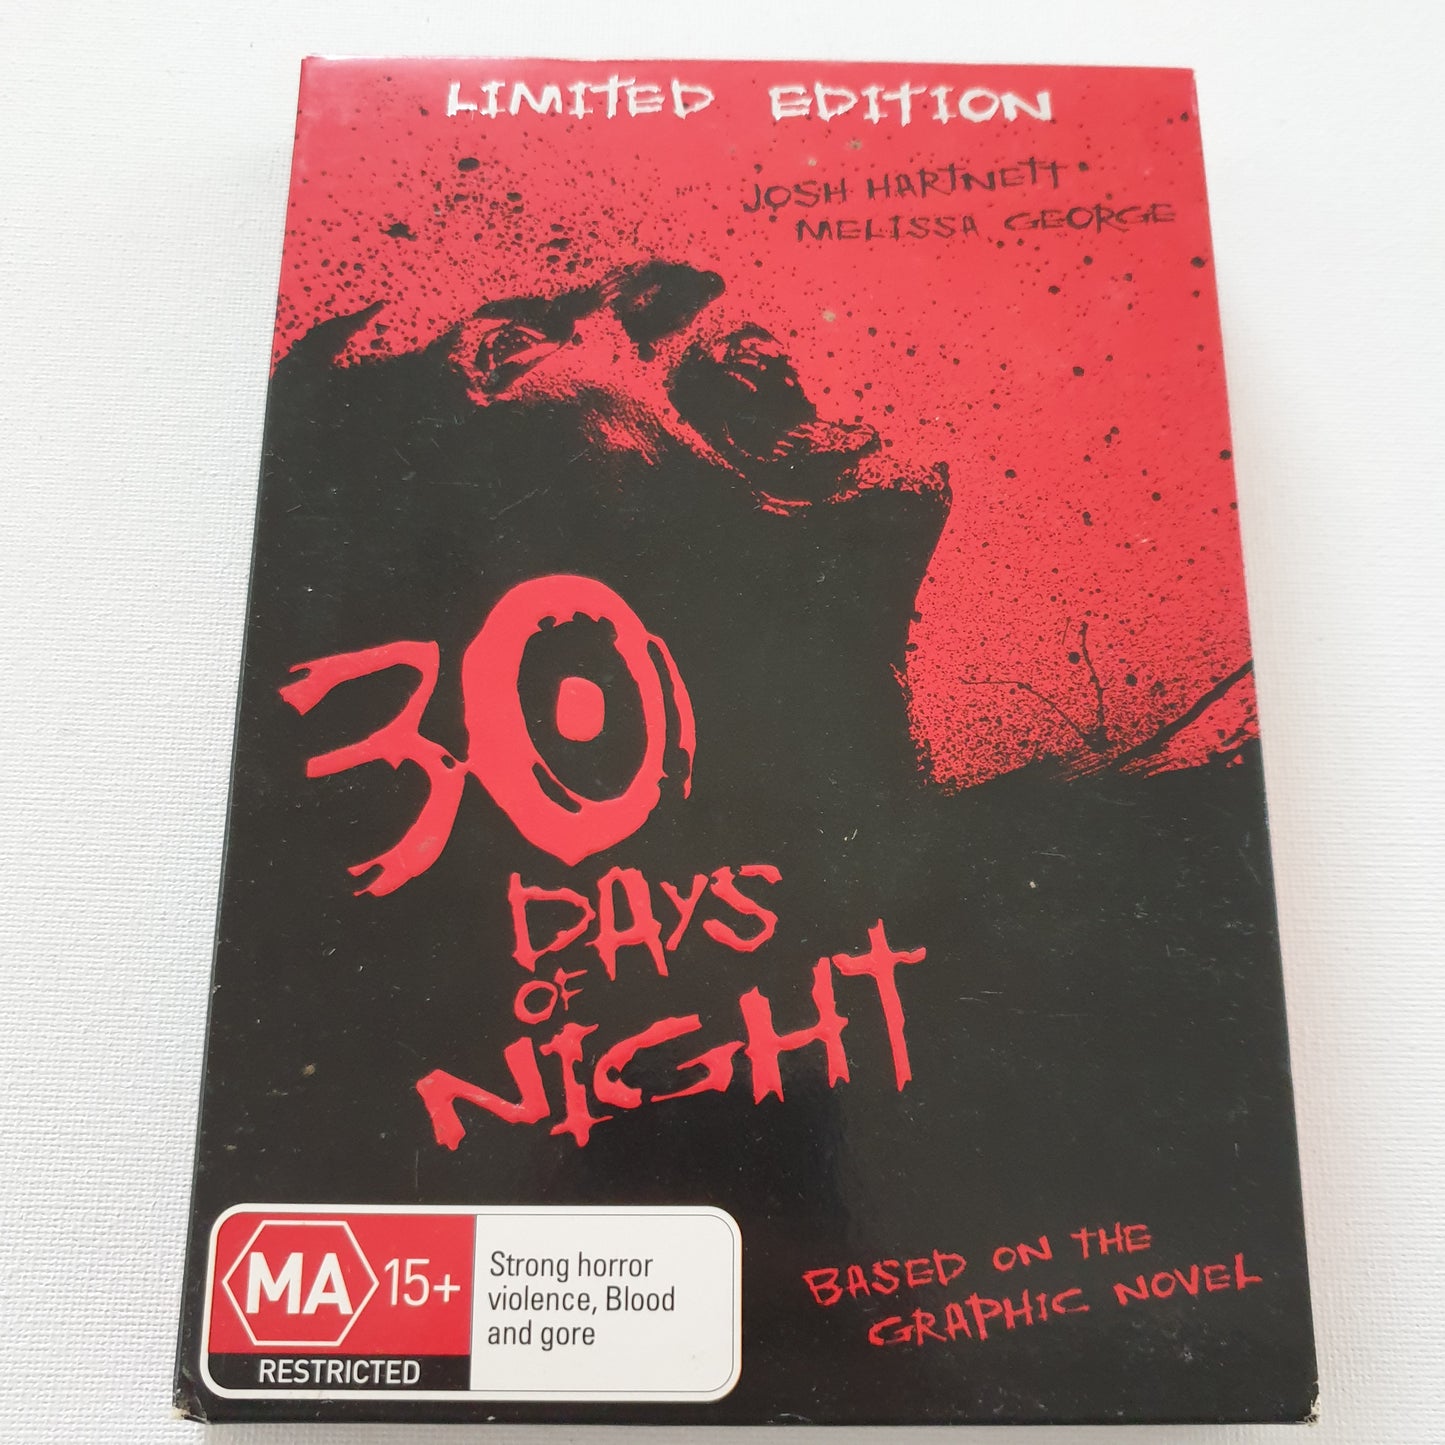 LIMITED EDITION
JOSH HARTNETT
MELISSA GEORGE
30
DAYS
OF
NIGHT
BASED ON THE
GRAPHIC NOVEL
MA 15+
RESTRICTED
Strong horror
violence, Blood
and gore